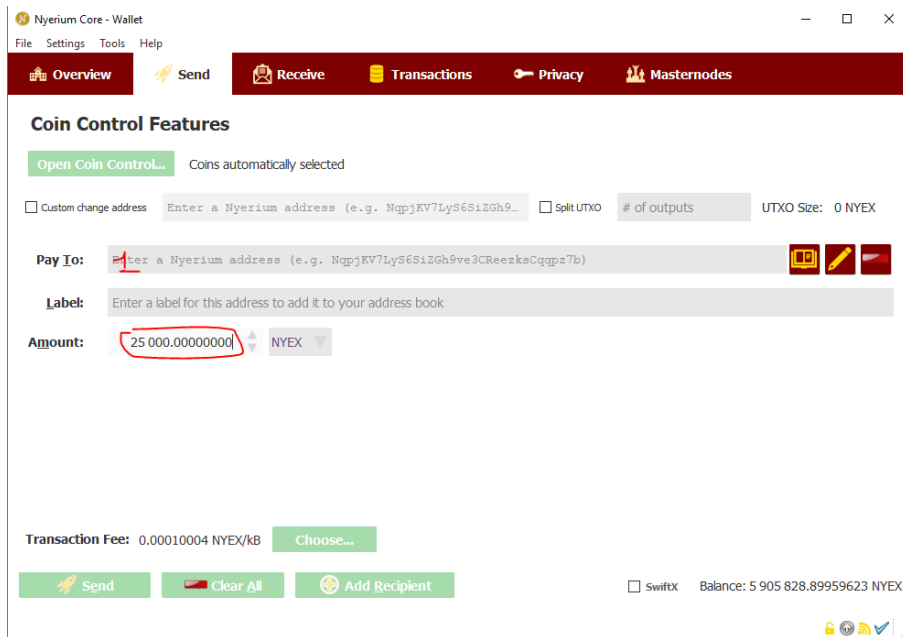 Nyerium Core - Wallet
File Settings Tools Help
Overview Send Receive Transactions Privacy Masternodes
Coin Control Features
Open Coin Control... Coins automatically selected
Custom change address Enter a Nyerium address (e.g. NqpjKV7LyS6SiZGh9… Split UTXO # of outputs UTXO Size: 0 NYEX
Pay To: Enter a Nyerium address (e.g. NqpjKV7LyS6SiZGh9ve3CReezksCqqpz7b)
1
Label: Enter a label for this address to add it to your address book
Amount: 25 000.00000000 NYEX
Transaction Fee: 0.00010004 NYEX/kB Choose...
Send Clear All Add Recipient SwiftX Balance: 5 905 828.89959623 NYEX